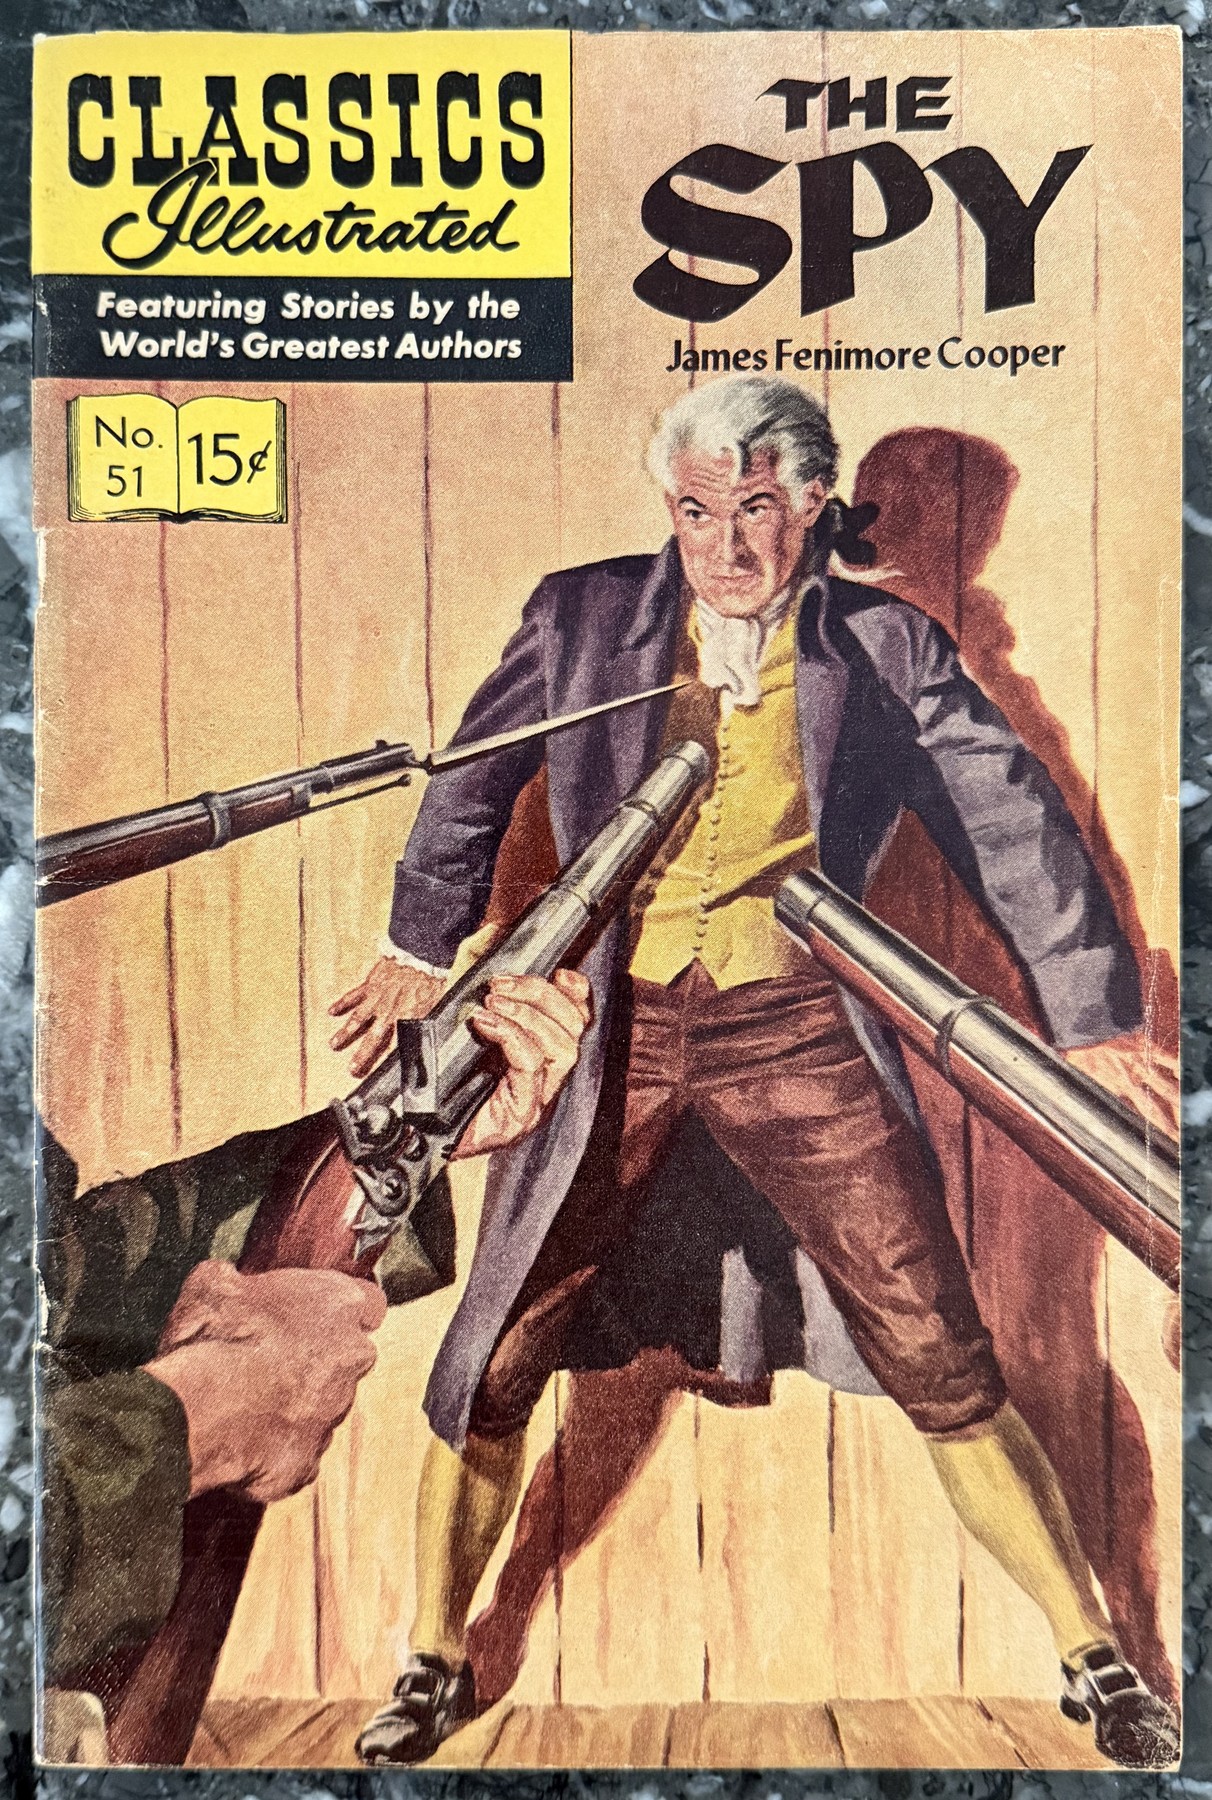 CLASSICS
Illustrated
Featuring Stories by the
World's Greatest Authors
No.
51
15¢
THE
SPY
James Fenimore Cooper